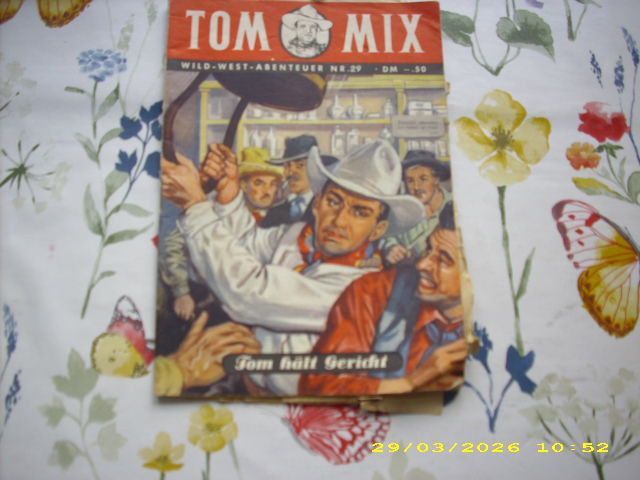 TOM MIX
WILD-WEST-ABENTEUER NR. 29 · DM -.50
Tom hält Gericht
29/03/2026 10:52